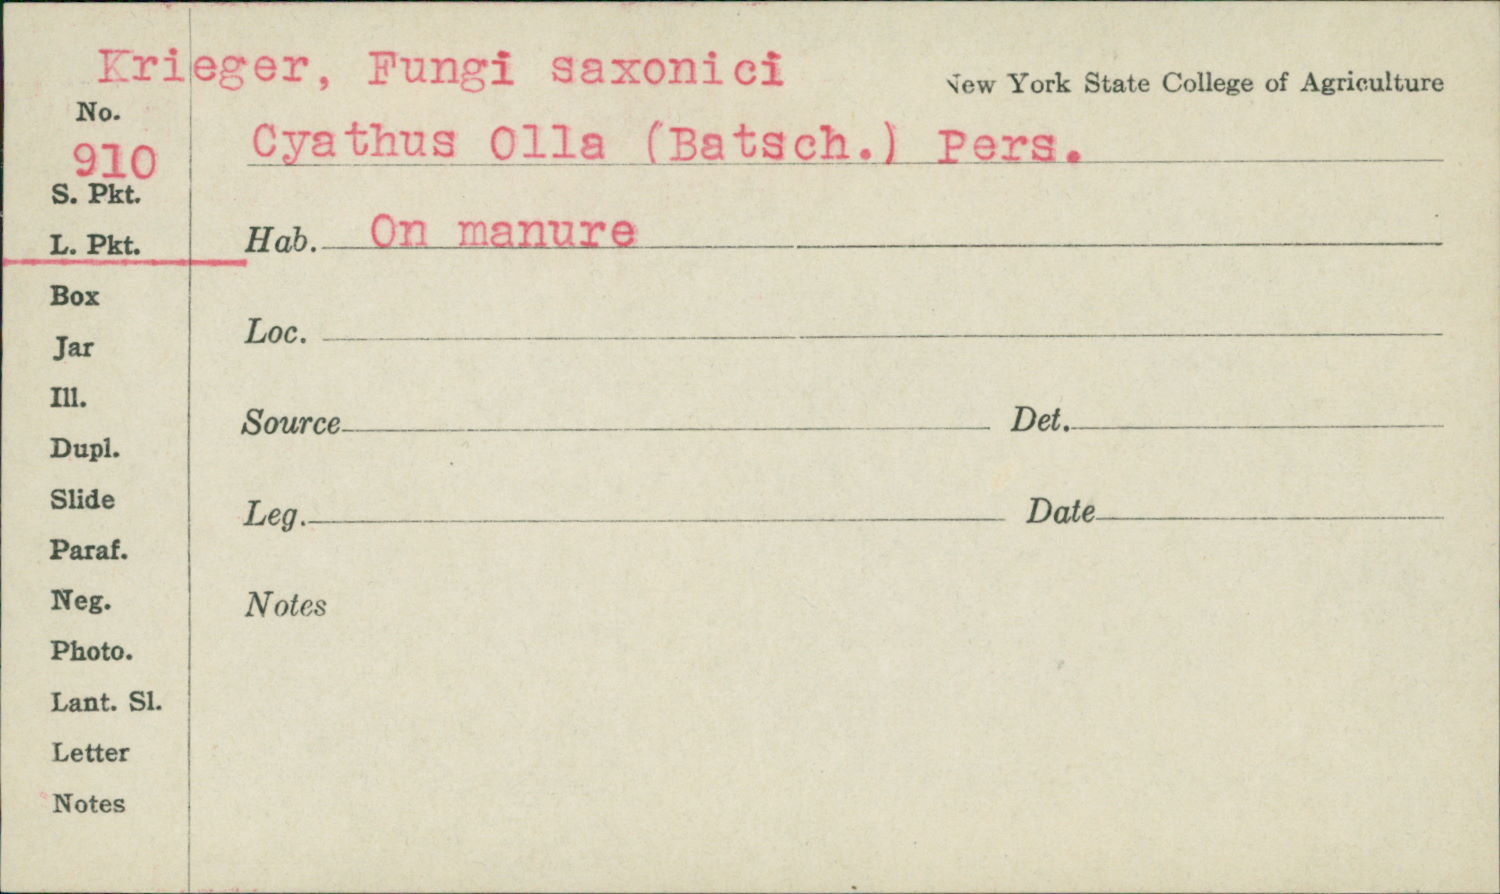 Krieger, Fungi saxonici
New York State College of Agriculture
No.
910
Cyathus Olla (Batsch.) Pers.
S. Pkt.
L. Pkt.
Hab. On manure
Box
Jar
Loc.
Ill.
Dupl.
Source Det.
Slide
Leg. Date
Paraf.
Neg.
Notes
Photo.
Lant. Sl.
Letter
Notes